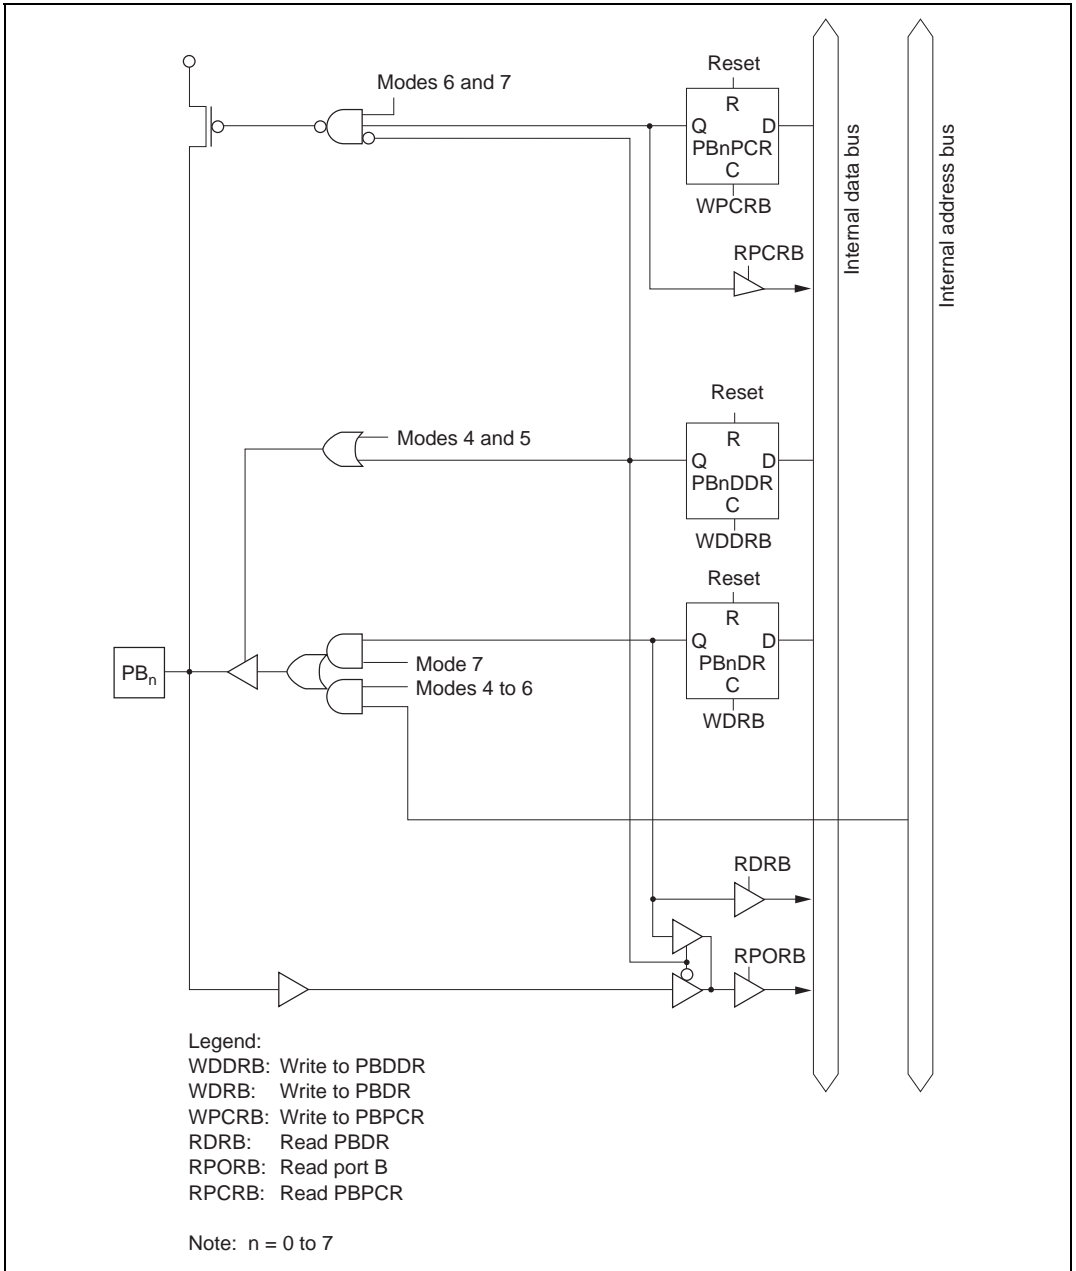 Reset
Modes 6 and 7
R
Q D
PBnPCR
C
WPCRB
RPCRB
Internal data bus
Internal address bus
Reset
Modes 4 and 5
R
Q D
PBnDDR
C
WDDRB
Reset
R
Q D
PBnDR
C
WDRB
PBn
Mode 7
Modes 4 to 6
RDRB
RPORB
Legend:
WDDRB: Write to PBDDR
WDRB: Write to PBDR
WPCRB: Write to PBPCR
RDRB: Read PBDR
RPORB: Read port B
RPCRB: Read PBPCR
Note: n = 0 to 7